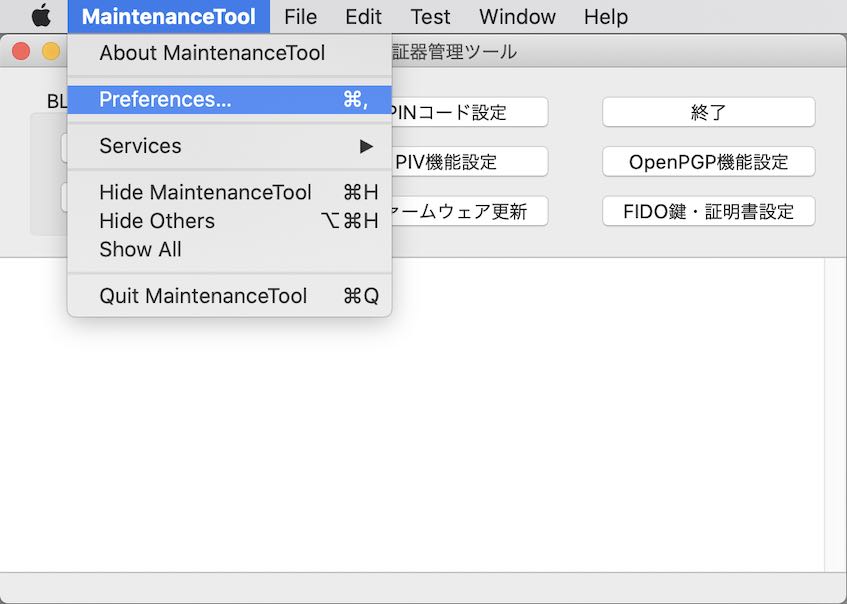 MaintenanceTool File Edit Test Window Help
About MaintenanceTool
証器管理ツール
Preferences... ⌘,
Services ▶
Hide MaintenanceTool ⌘H
Hide Others ⌥⌘H
Show All
Quit MaintenanceTool ⌘Q
BL
PINコード設定
終了
PIV機能設定
OpenPGP機能設定
ァームウェア更新
FIDO鍵・証明書設定